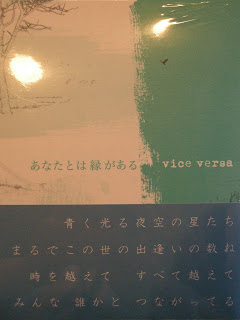 あなたとは縁がある vice versa
青く光る夜空の星たち
まるでこの世の出逢いの数ね
時を越えて すべて越えて
みんな 誰かと つながってる